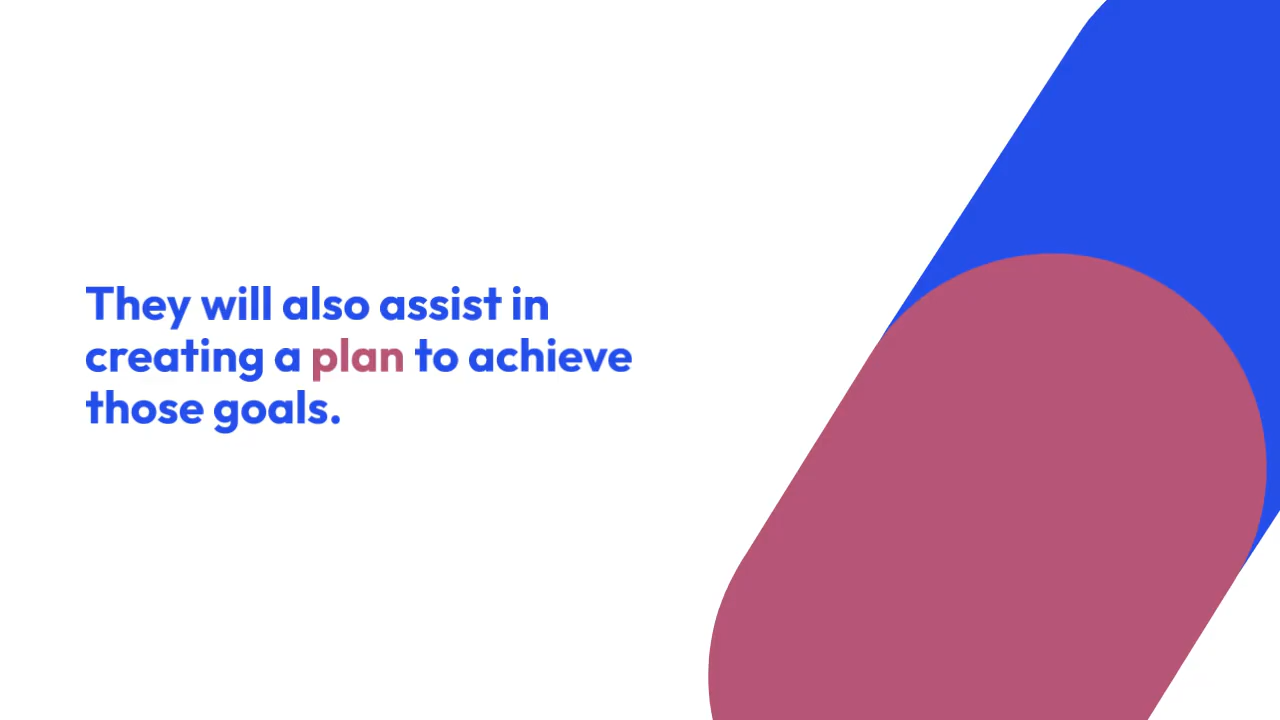 They will also assist in
creating a plan to achieve
those goals.